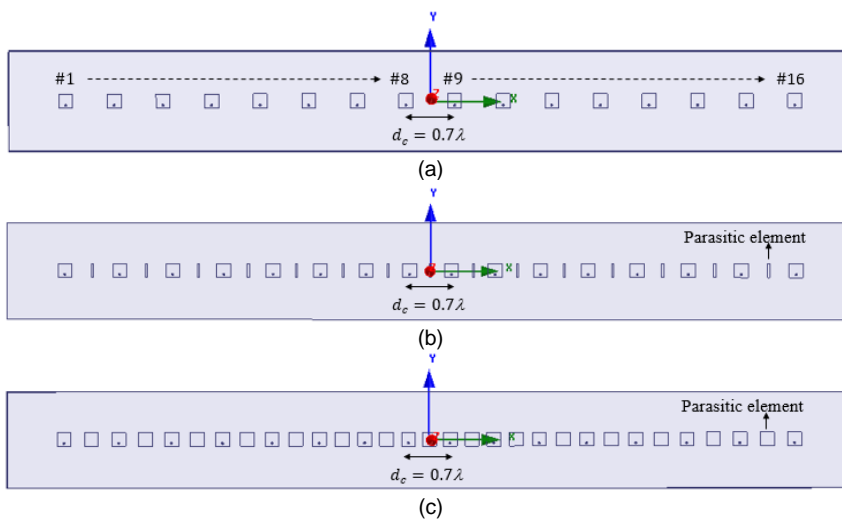 Y
#1 #8 #9 #16
Z
X
d_c = 0.7λ
(a)
Y
Parasitic element
Z
X
d_c = 0.7λ
(b)
Y
Parasitic element
Z
X
d_c = 0.7λ
(c)